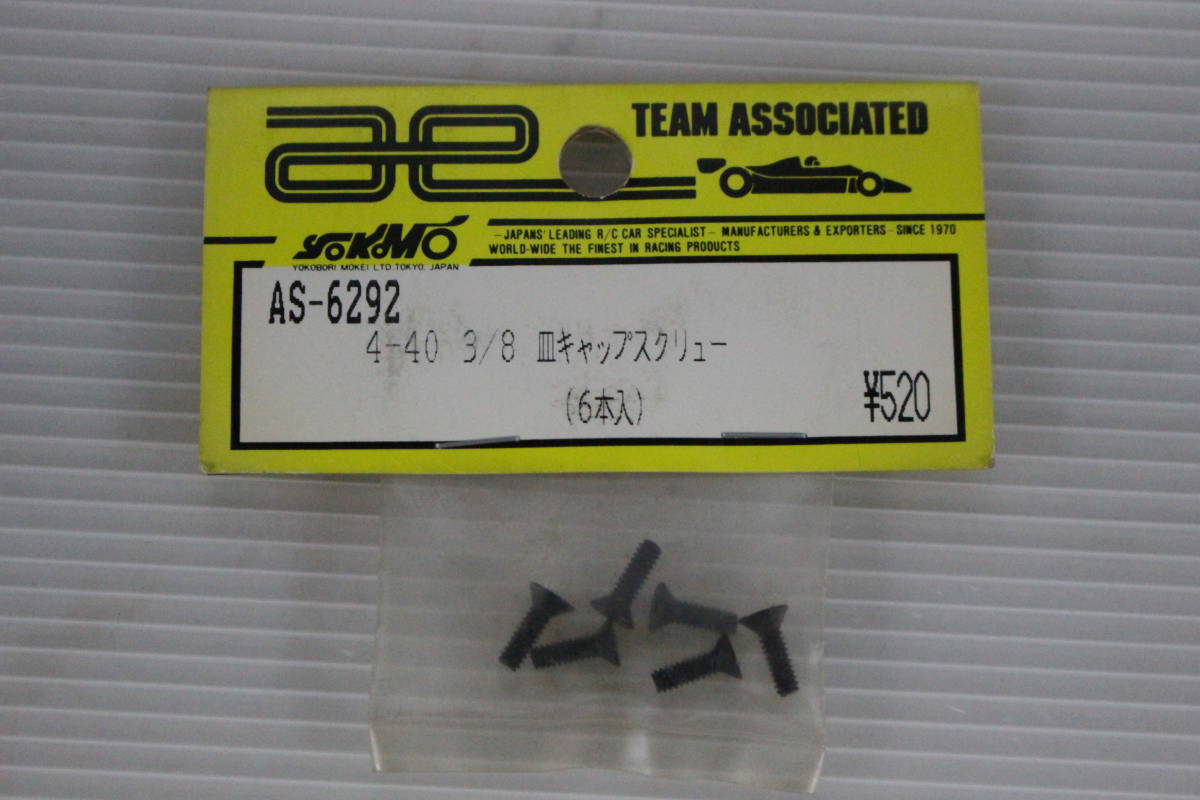 ae TEAM ASSOCIATED
YOKOMO
YOKOBORI MOKEI LTD. TOKYO, JAPAN
–JAPANS' LEADING R/C CAR SPECIALIST– MANUFACTURERS & EXPORTERS–SINCE 1970
WORLD-WIDE THE FINEST IN RACING PRODUCTS
AS-6292
4-40 3/8 皿キャップスクリュー
(6本入)
¥520